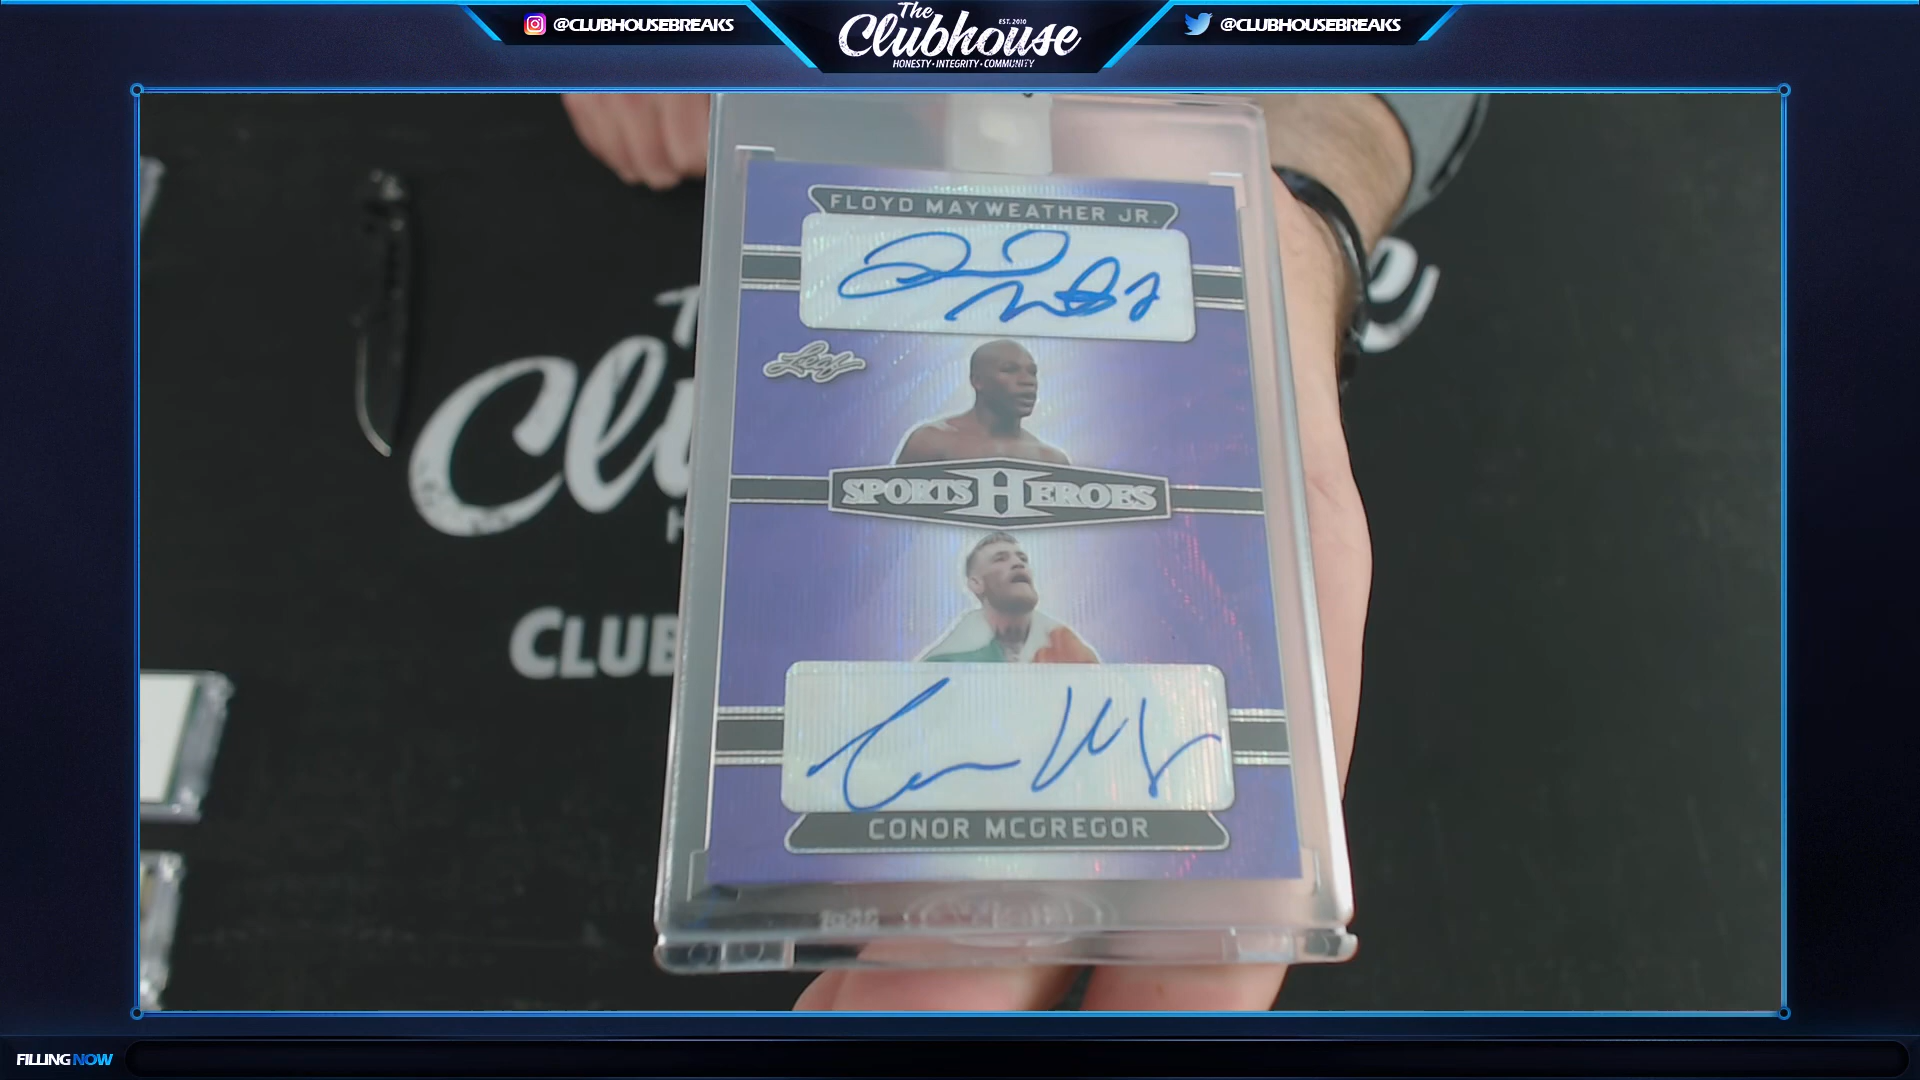 @CLUBHOUSEBREAKS
The
EST. 2010
Clubhouse
HONESTY · INTEGRITY · COMMUNITY
@CLUBHOUSEBREAKS
FLOYD MAYWEATHER JR.
Leaf
SPORTS HEROES
CONOR MCGREGOR
CLUB
FILLING NOW